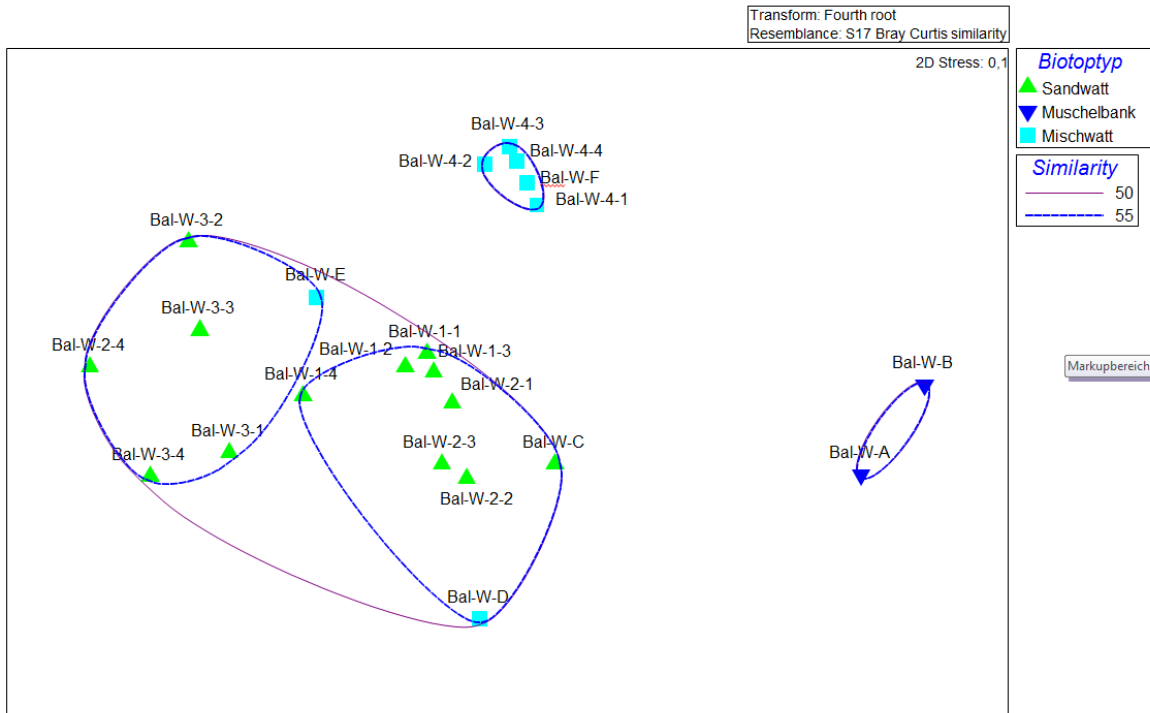 Transform: Fourth root
Resemblance: S17 Bray Curtis similarity
2D Stress: 0,1
Biotoptyp
Sandwatt
Muschelbank
Mischwatt
Similarity
50
55
Bal-W-4-3
Bal-W-4-4
Bal-W-4-2
Bal-W-F
Bal-W-4-1
Bal-W-3-2
Bal-W-E
Bal-W-3-3
Bal-W-1-1
Bal-W-2-4
Bal-W-1-2
Bal-W-1-3
Bal-W-B
Markupbereich
Bal-W-1-4
Bal-W-2-1
Bal-W-3-1
Bal-W-2-3
Bal-W-C
Bal-W-3-4
Bal-W-A
Bal-W-2-2
Bal-W-D